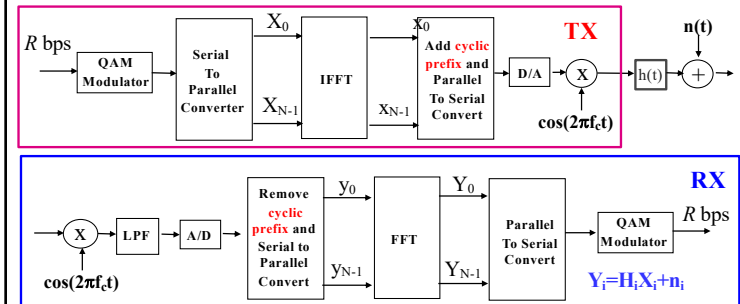 R bps
QAM
Modulator
Serial
To
Parallel
Converter
X0
XN-1
IFFT
x0
xN-1
Add cyclic
prefix and
Parallel
To Serial
Convert
D/A
X
cos(2πfct)
TX
h(t)
n(t)
+
X
cos(2πfct)
LPF
A/D
Remove
cyclic
prefix and
Serial to
Parallel
Convert
y0
yN-1
FFT
Y0
YN-1
Parallel
To Serial
Convert
QAM
Modulator
R bps
RX
Yi=HiXi+ni